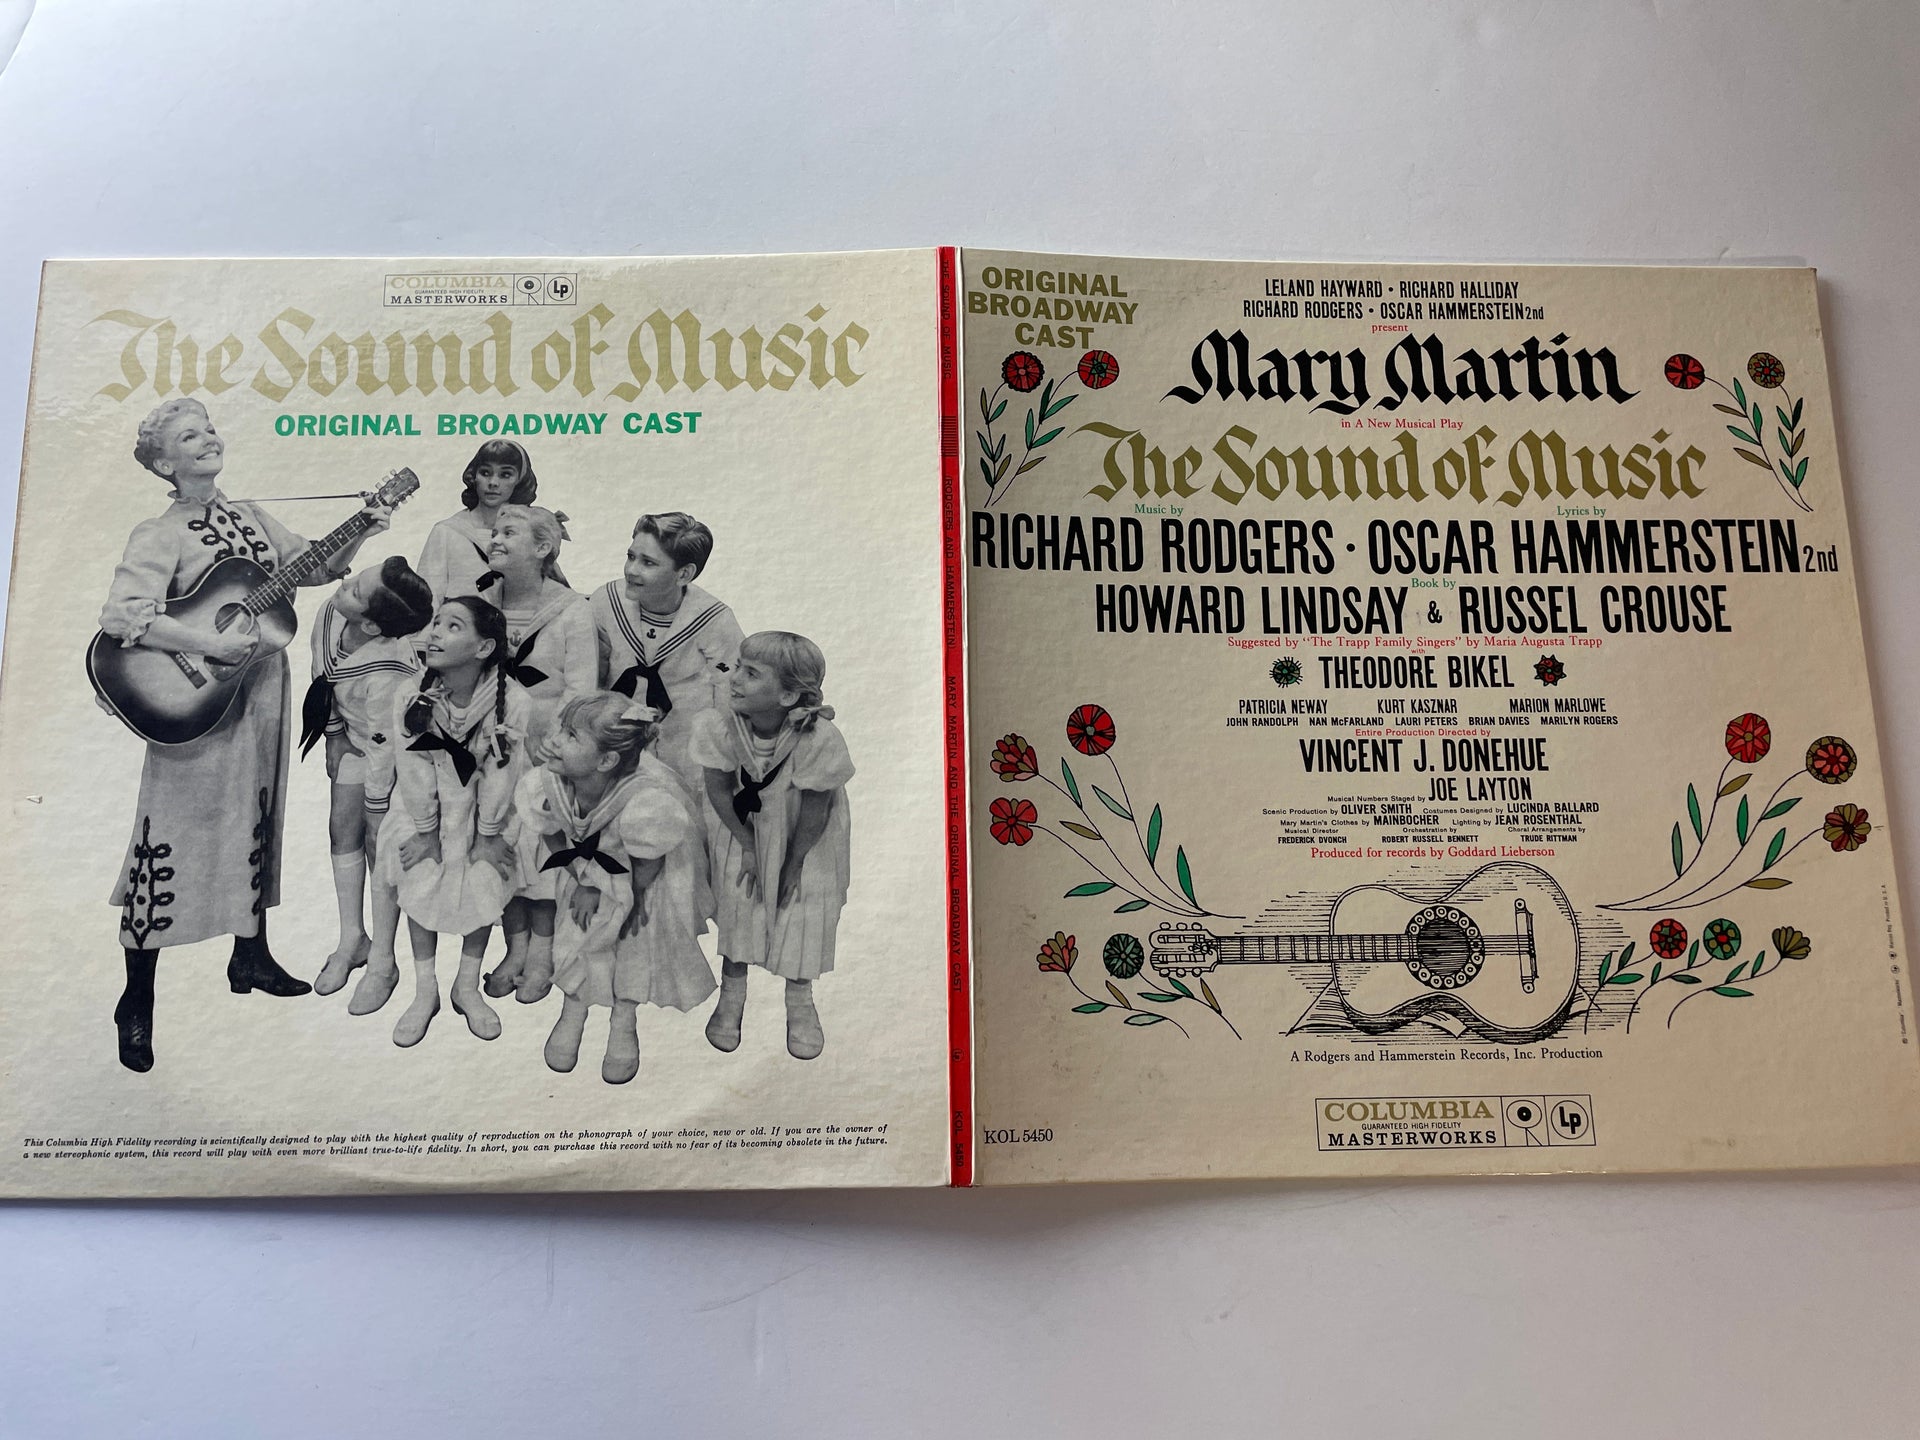 COLUMBIA
GUARANTEED HIGH FIDELITY
MASTERWORKS
Lp
The Sound of Music
ORIGINAL BROADWAY CAST
This Columbia High Fidelity recording is scientifically designed to play with the highest quality of reproduction on the phonograph of your choice, new or old. If you are the owner of
a new stereophonic system, this record will play with even more brilliant true-to-life fidelity. In short, you can purchase this record with no fear of its becoming obsolete in the future.
THE SOUND OF MUSIC (RODGERS AND HAMMERSTEIN) MARY MARTIN AND THE ORIGINAL BROADWAY CAST KOL 5450
ORIGINAL
BROADWAY
CAST
LELAND HAYWARD • RICHARD HALLIDAY
RICHARD RODGERS • OSCAR HAMMERSTEIN 2nd
present
Mary Martin
in A New Musical Play
The Sound of Music
Music by Lyrics by
RICHARD RODGERS • OSCAR HAMMERSTEIN 2nd
Book by
HOWARD LINDSAY & RUSSEL CROUSE
Suggested by "The Trapp Family Singers" by Maria Augusta Trapp
with
THEODORE BIKEL
PATRICIA NEWAY KURT KASZNAR MARION MARLOWE
JOHN RANDOLPH NAN McFARLAND LAURI PETERS BRIAN DAVIES MARILYN ROGERS
Entire Production Directed by
VINCENT J. DONEHUE
Musical Numbers Staged by JOE LAYTON
Scenic Production by OLIVER SMITH Costumes Designed by LUCINDA BALLARD
Mary Martin's Clothes by MAINBOCHER Lighting by JEAN ROSENTHAL
Musical Director Orchestration by Choral Arrangements by
FREDERICK DVONCH ROBERT RUSSELL BENNETT TRUDE RITTMAN
Produced for records by Goddard Lieberson
A Rodgers and Hammerstein Records, Inc. Production
KOL 5450
COLUMBIA
GUARANTEED HIGH FIDELITY
MASTERWORKS
Lp